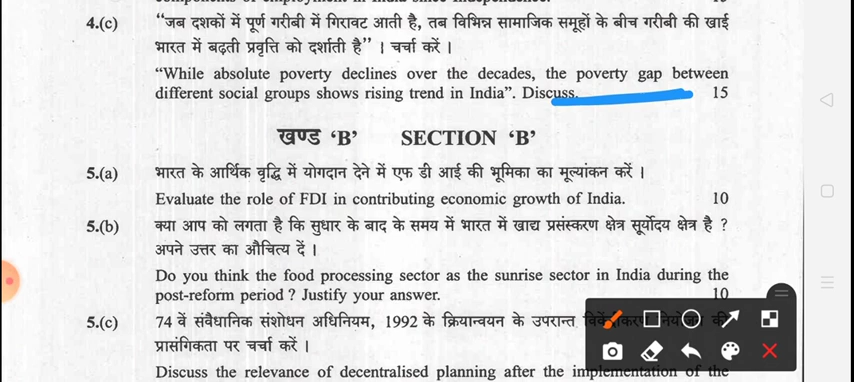 components of employment in India since Independence.
4.(c) “जब दशकों में पूर्ण गरीबी में गिरावट आती है, तब विभिन्न सामाजिक समूहों के बीच गरीबी की खाई
भारत में बढ़ती प्रवृत्ति को दर्शाती है” । चर्चा करें ।
“While absolute poverty declines over the decades, the poverty gap between
different social groups shows rising trend in India”. Discuss. 15
खण्ड ‘B’ SECTION ‘B’
5.(a) भारत के आर्थिक वृद्धि में योगदान देने में एफ डी आई की भूमिका का मूल्यांकन करें ।
Evaluate the role of FDI in contributing economic growth of India. 10
5.(b) क्या आप को लगता है कि सुधार के बाद के समय में भारत में खाद्य प्रसंस्करण क्षेत्र सूर्योदय क्षेत्र है ?
अपने उत्तर का औचित्य दें ।
Do you think the food processing sector as the sunrise sector in India during the
post-reform period ? Justify your answer. 10
5.(c) 74 वें संवैधानिक संशोधन अधिनियम, 1992 के क्रियान्वयन के उपरान्त विकेंद्रीकरण नियोजन की
प्रासंगिकता पर चर्चा करें ।
Discuss the relevance of decentralised planning after the implementation of the